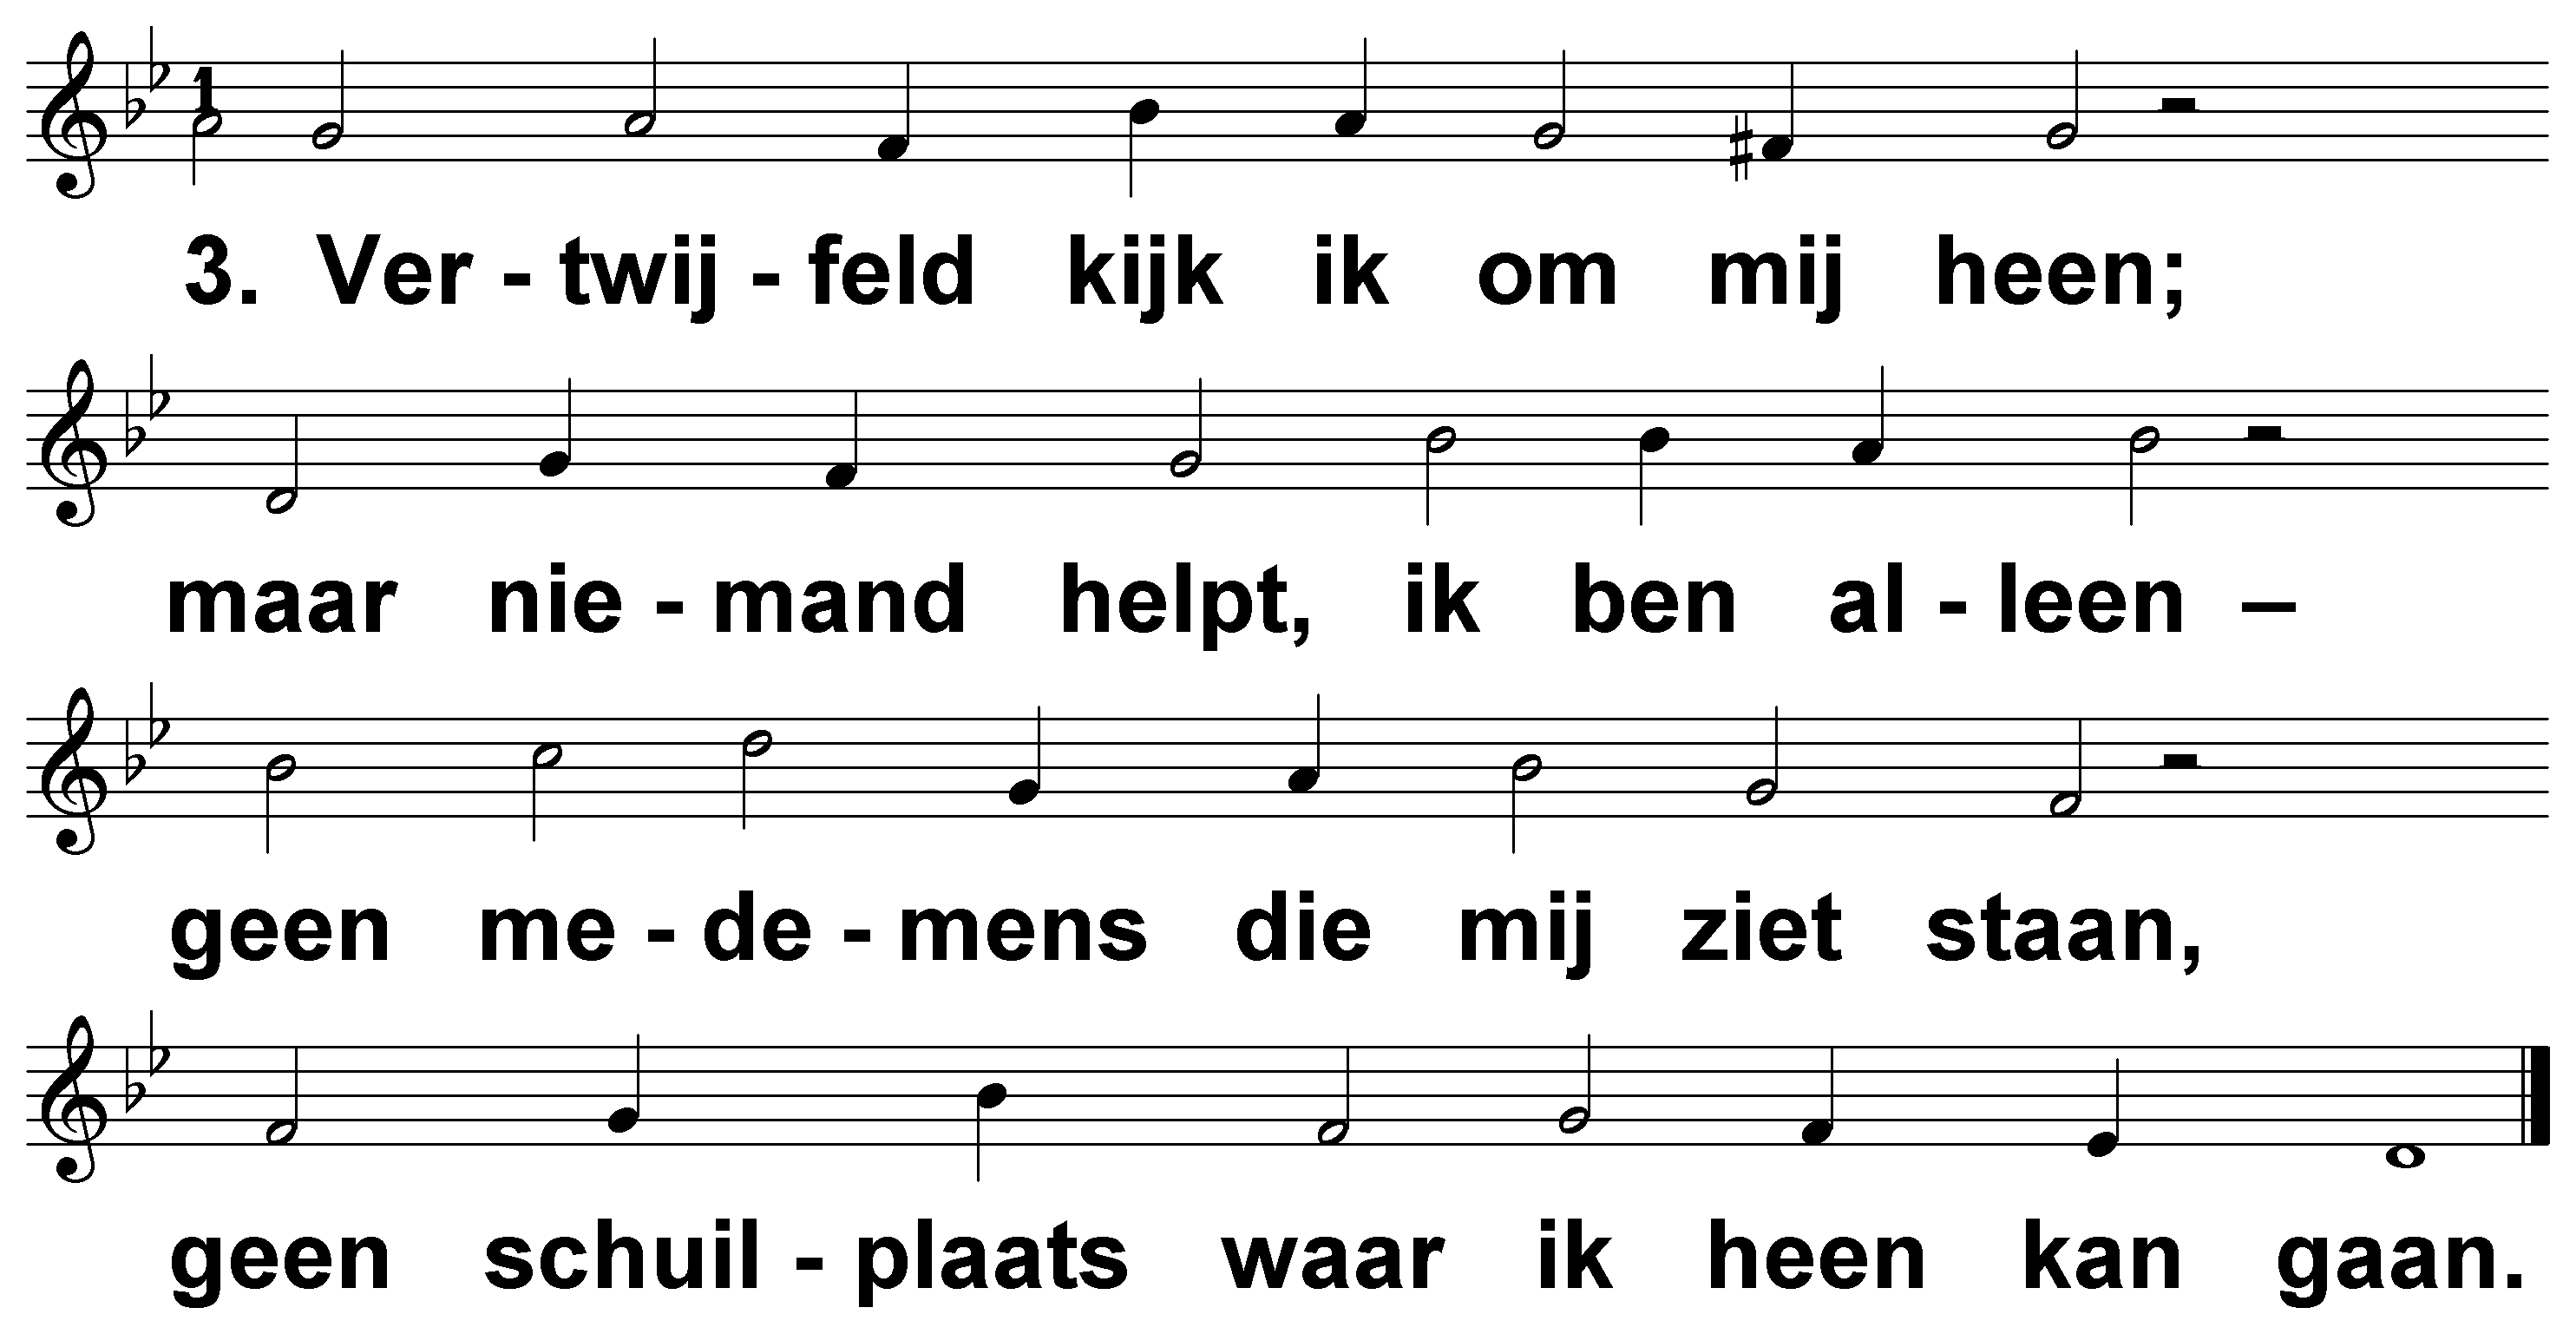 1
3. Ver - twij - feld kijk ik om mij heen;
maar nie - mand helpt, ik ben al - leen –
geen me - de - mens die mij ziet staan,
geen schuil - plaats waar ik heen kan gaan.